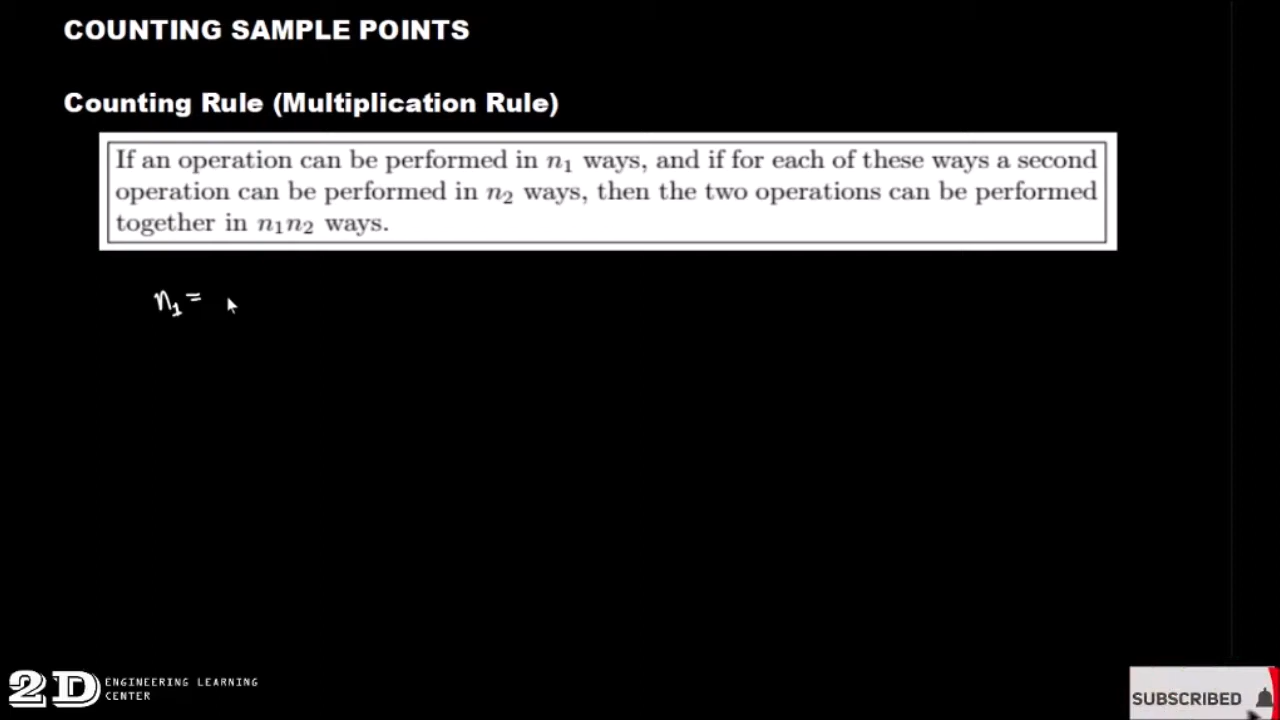 COUNTING SAMPLE POINTS
Counting Rule (Multiplication Rule)
If an operation can be performed in n₁ ways, and if for each of these ways a second
operation can be performed in n₂ ways, then the two operations can be performed
together in n₁n₂ ways.
n₁ =
2D ENGINEERING LEARNING
CENTER
SUBSCRIBED